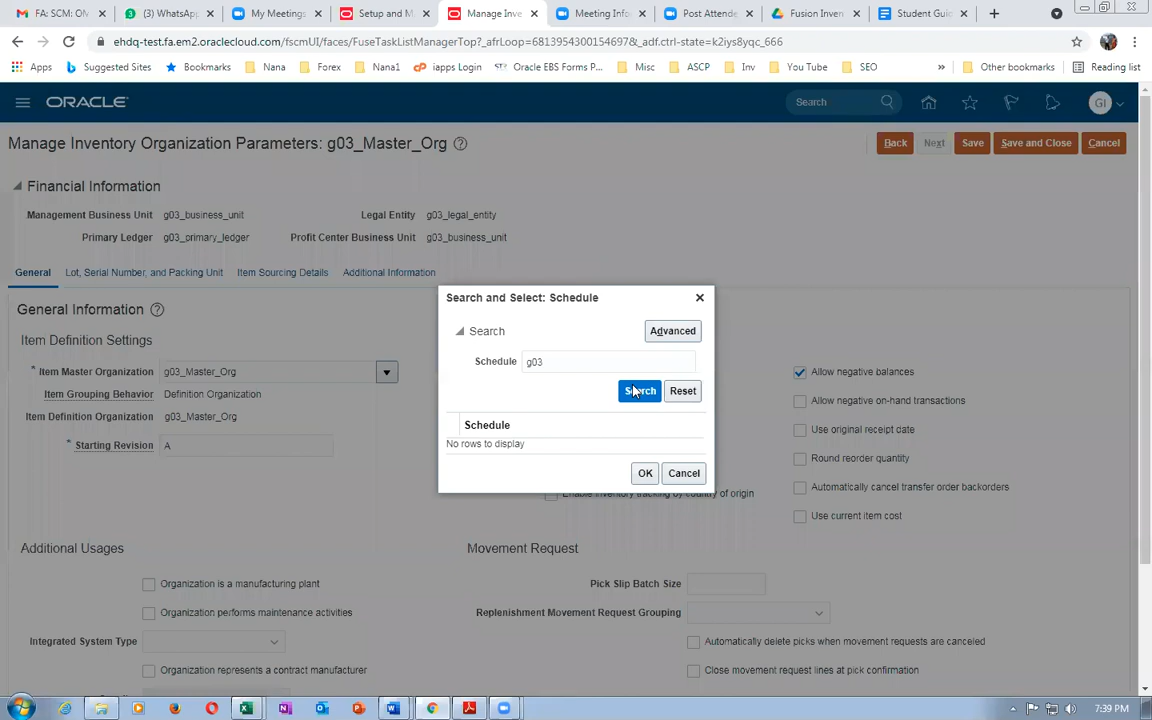 FA: SCM: OM
(3) WhatsApp
My Meetings
Setup and M
Manage Inve
Meeting Info
Post Attende
Fusion Inven
Student Guid
ehdq-test.fa.em2.oraclecloud.com/fscmUI/faces/FuseTaskListManagerTop?_afrLoop=6813954300154697&_adf.ctrl-state=k2iys8yqc_666
Apps
Suggested Sites
Bookmarks
Nana
Forex
Nana1
iapps Login
Oracle EBS Forms P...
Misc
ASCP
Inv
You Tube
SEO
»
Other bookmarks
Reading list
ORACLE
Search
GI
Manage Inventory Organization Parameters: g03_Master_Org
Back
Next
Save
Save and Close
Cancel
Financial Information
Management Business Unit g03_business_unit
Legal Entity g03_legal_entity
Primary Ledger g03_primary_ledger
Profit Center Business Unit g03_business_unit
General
Lot, Serial Number, and Packing Unit
Item Sourcing Details
Additional Information
General Information
Item Definition Settings
* Item Master Organization g03_Master_Org
Item Grouping Behavior Definition Organization
Item Definition Organization g03_Master_Org
* Starting Revision A
Search and Select: Schedule
Search
Advanced
Schedule g03
Reset
Schedule
No rows to display
OK
Cancel
Enable inventory tracking by country of origin
Allow negative balances
Allow negative on-hand transactions
Use original receipt date
Round reorder quantity
Automatically cancel transfer order backorders
Use current item cost
Additional Usages
Organization is a manufacturing plant
Organization performs maintenance activities
Integrated System Type
Organization represents a contract manufacturer
Movement Request
Pick Slip Batch Size
Replenishment Movement Request Grouping
Automatically delete picks when movement requests are canceled
Close movement request lines at pick confirmation
7:39 PM